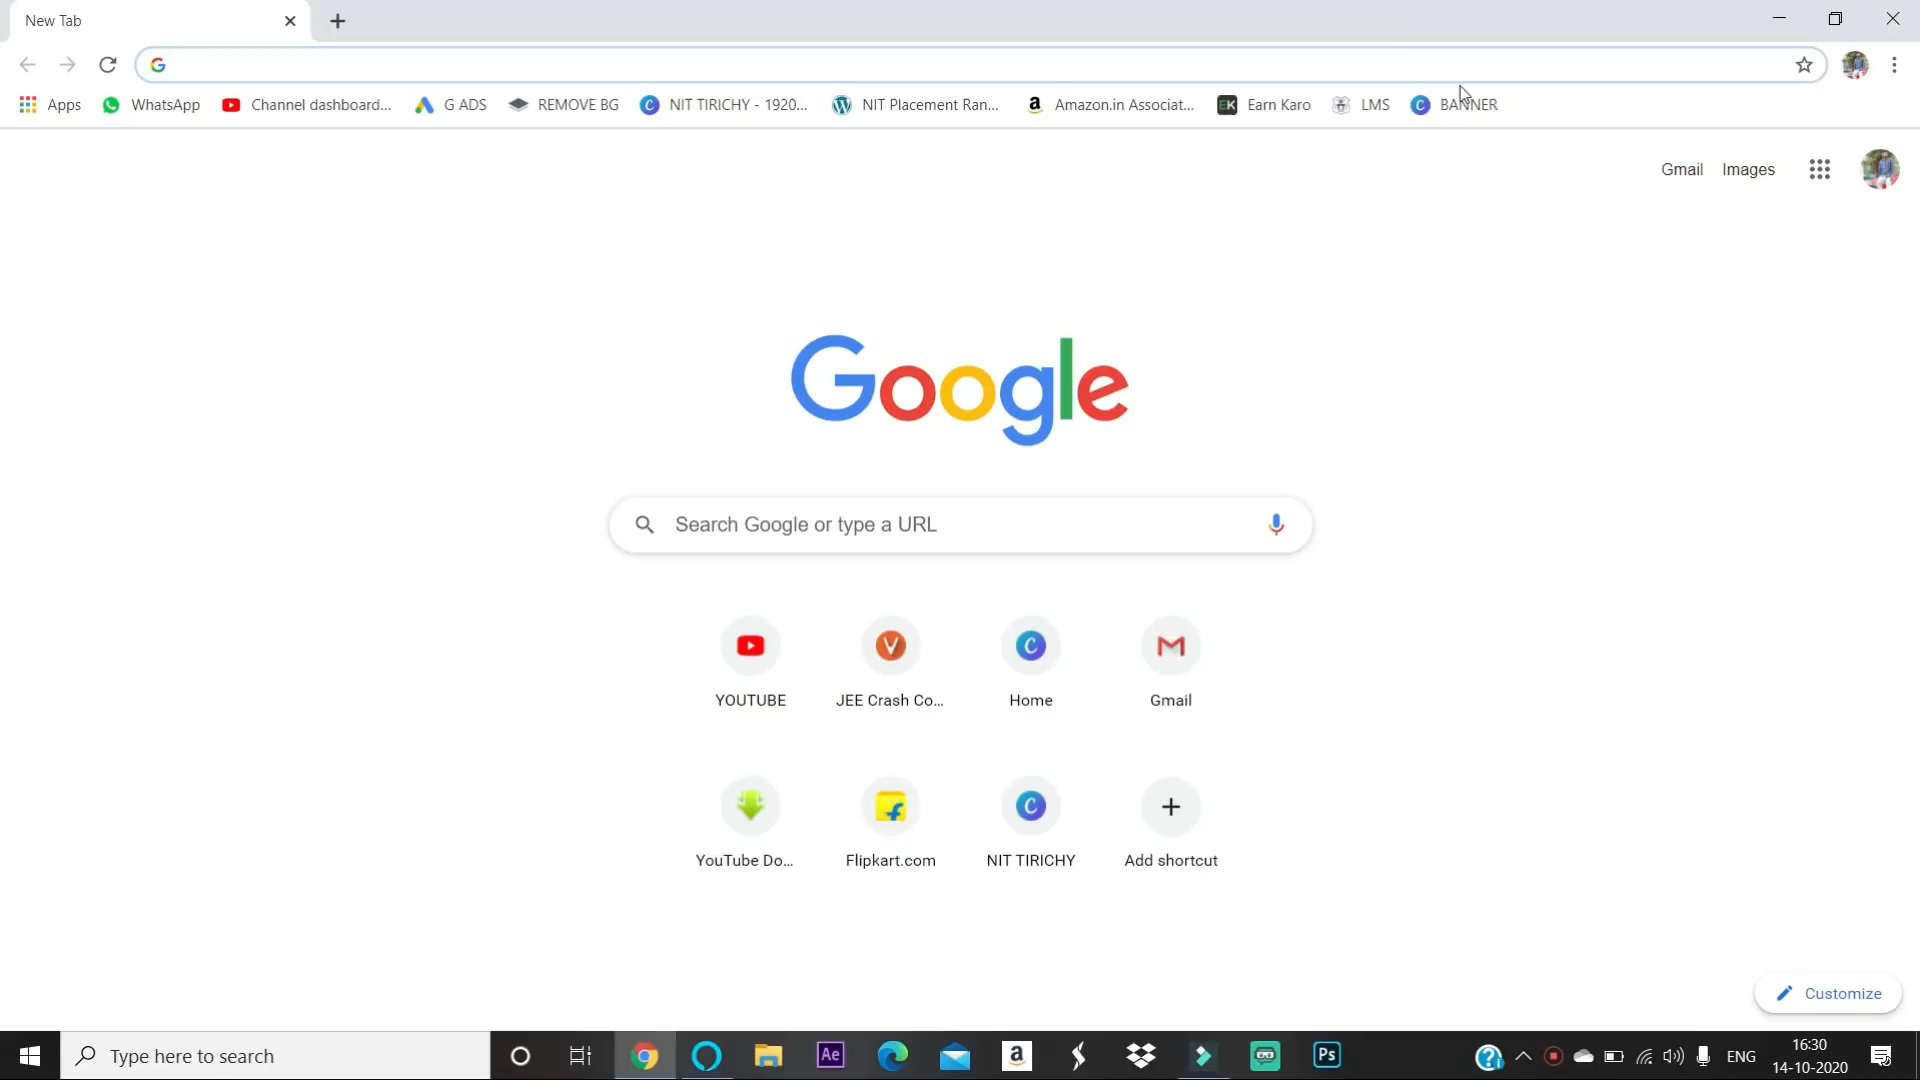 New Tab
Apps WhatsApp Channel dashboard... G ADS REMOVE BG NIT TIRICHY - 1920... NIT Placement Ran... Amazon.in Associat... Earn Karo LMS BANNER
Gmail Images
Google
Search Google or type a URL
YOUTUBE JEE Crash Co... Home Gmail
YouTube Do... Flipkart.com NIT TIRICHY Add shortcut
Customize
Type here to search
Ae
Ps
ENG
16:30
14-10-2020